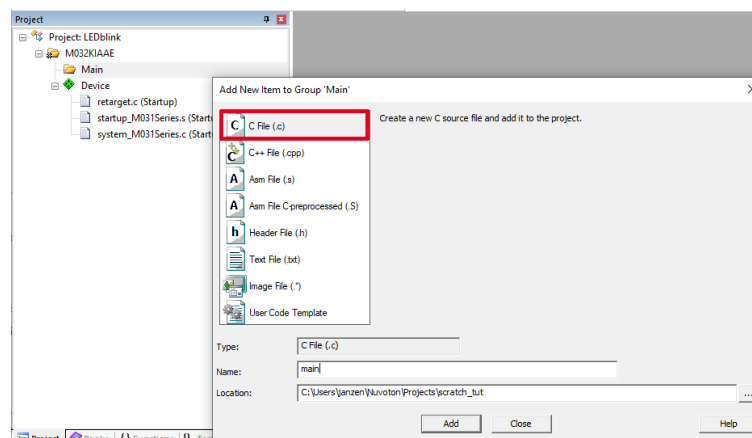 Project
Project: LEDblink
M032KIAAE
Main
Device
retarget.c (Startup)
startup_M031Series.s (Start
system_M031Series.c (Start
Add New Item to Group 'Main'
C File (.c)
Create a new C source file and add it to the project.
C++ File (.cpp)
Asm File (.s)
Asm File C-preprocessed (.S)
Header File (.h)
Text File (.txt)
Image File (.*)
User Code Template
Type:
C File (.c)
Name:
main
Location:
C:\Users\janzen\Nuvoton\Projects\scratch_tut
...
Add
Close
Help